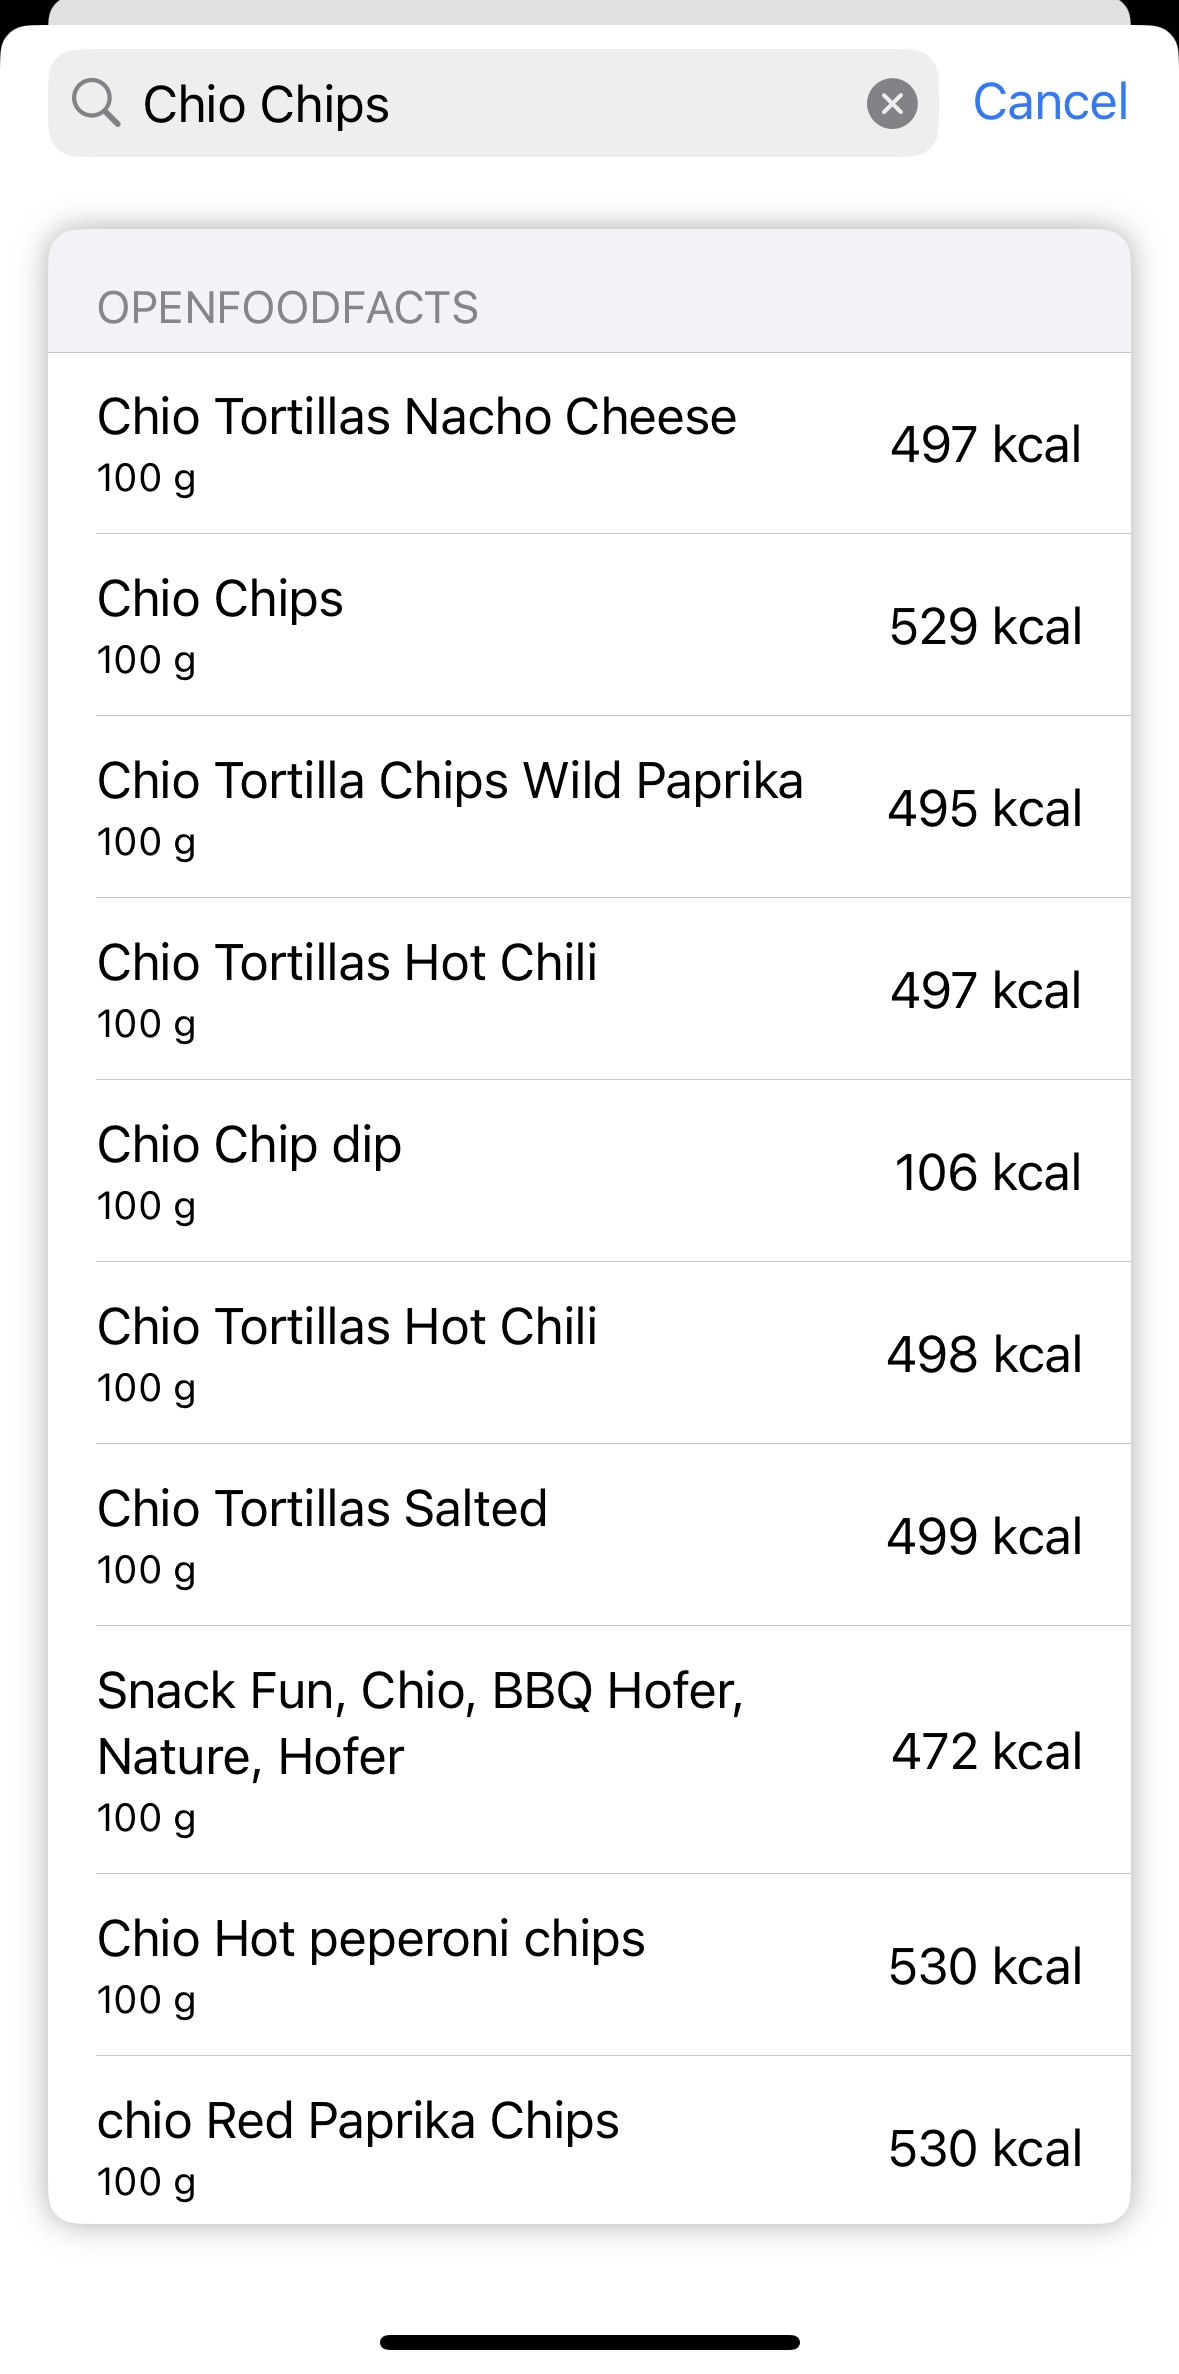 Chio Chips
Cancel
OPENFOODFACTS
Chio Tortillas Nacho Cheese
100 g
497 kcal
Chio Chips
100 g
529 kcal
Chio Tortilla Chips Wild Paprika
100 g
495 kcal
Chio Tortillas Hot Chili
100 g
497 kcal
Chio Chip dip
100 g
106 kcal
Chio Tortillas Hot Chili
100 g
498 kcal
Chio Tortillas Salted
100 g
499 kcal
Snack Fun, Chio, BBQ Hofer,
Nature, Hofer
100 g
472 kcal
Chio Hot peperoni chips
100 g
530 kcal
chio Red Paprika Chips
100 g
530 kcal